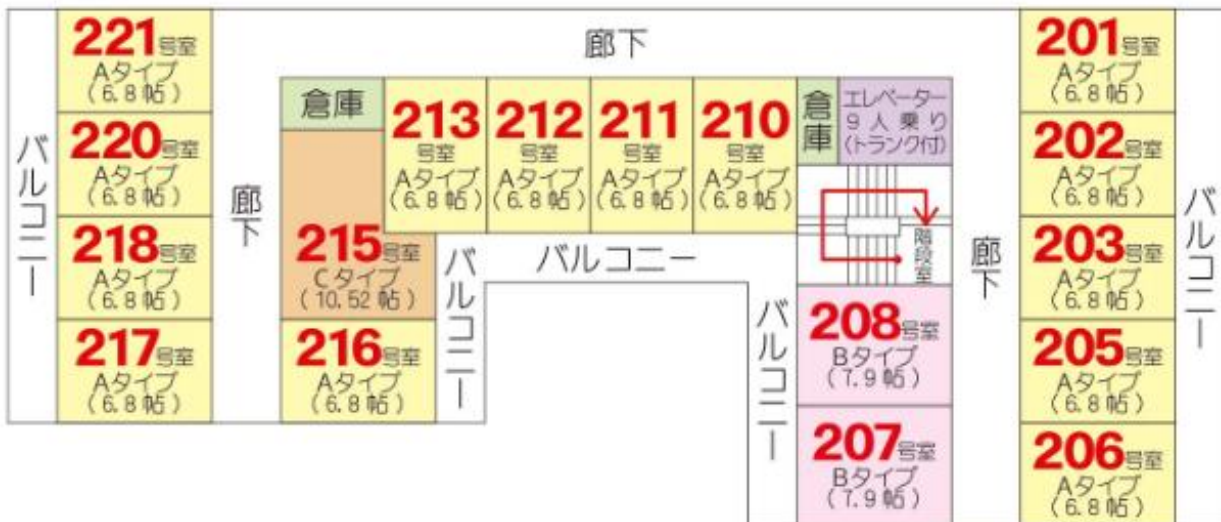 廊下
221号室
Aタイプ
(6.8帖)
220号室
Aタイプ
(6.8帖)
218号室
Aタイプ
(6.8帖)
217号室
Aタイプ
(6.8帖)
バルコニー
廊下
倉庫
215号室
Cタイプ
(10.52帖)
216号室
Aタイプ
(6.8帖)
バルコニー
213
号室
Aタイプ
(6.8帖)
212
号室
Aタイプ
(6.8帖)
211
号室
Aタイプ
(6.8帖)
210
号室
Aタイプ
(6.8帖)
バルコニー
倉庫
エレベーター
9人乗り
(トランク付)
階段室
208号室
Bタイプ
(7.9帖)
207号室
Bタイプ
(7.9帖)
バルコニー
廊下
201号室
Aタイプ
(6.8帖)
202号室
Aタイプ
(6.8帖)
203号室
Aタイプ
(6.8帖)
205号室
Aタイプ
(6.8帖)
206号室
Aタイプ
(6.8帖)
バルコニー